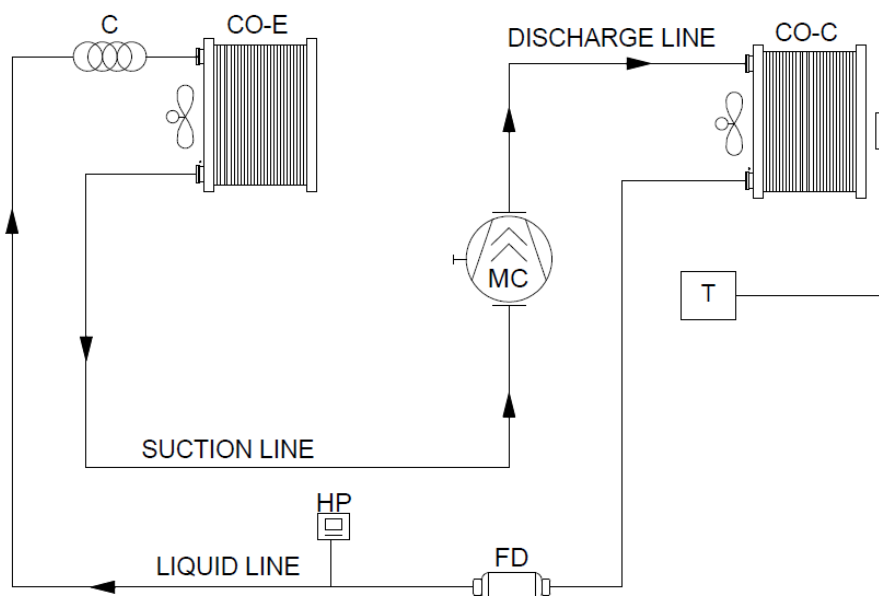 C
CO-E
DISCHARGE LINE
CO-C
MC
T
SUCTION LINE
HP
LIQUID LINE
FD